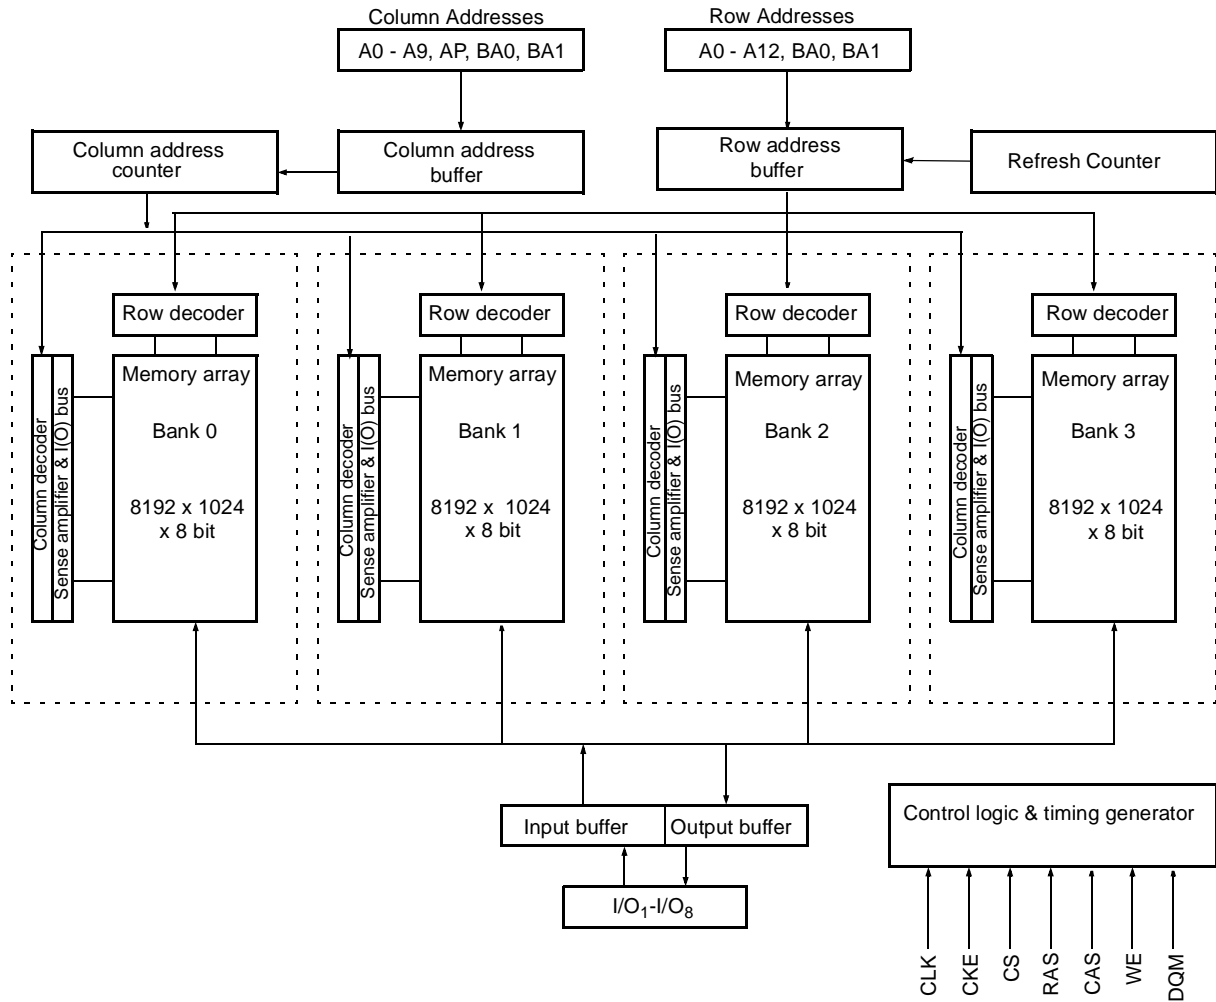 Column Addresses
Row Addresses
A0 - A9, AP, BA0, BA1
A0 - A12, BA0, BA1
Column address
counter
Column address
buffer
Row address
buffer
Refresh Counter
Row decoder
Row decoder
Row decoder
Row decoder
Column decoder
Sense amplifier & I(O) bus
Memory array
Bank 0
8192 x 1024
x 8 bit
Column decoder
Sense amplifier & I(O) bus
Memory array
Bank 1
8192 x 1024
x 8 bit
Column decoder
Sense amplifier & I(O) bus
Memory array
Bank 2
8192 x 1024
x 8 bit
Column decoder
Sense amplifier & I(O) bus
Memory array
Bank 3
8192 x 1024
x 8 bit
Input buffer
Output buffer
I/O1-I/O8
Control logic & timing generator
CLK
CKE
CS
RAS
CAS
WE
DQM